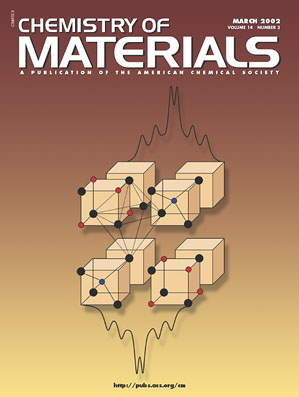 CHEMISTRY OF
MATERIALS
MARCH 2002
VOLUME 14 NUMBER 3
A PUBLICATION OF THE AMERICAN CHEMICAL SOCIETY
http://pubs.acs.org/cm